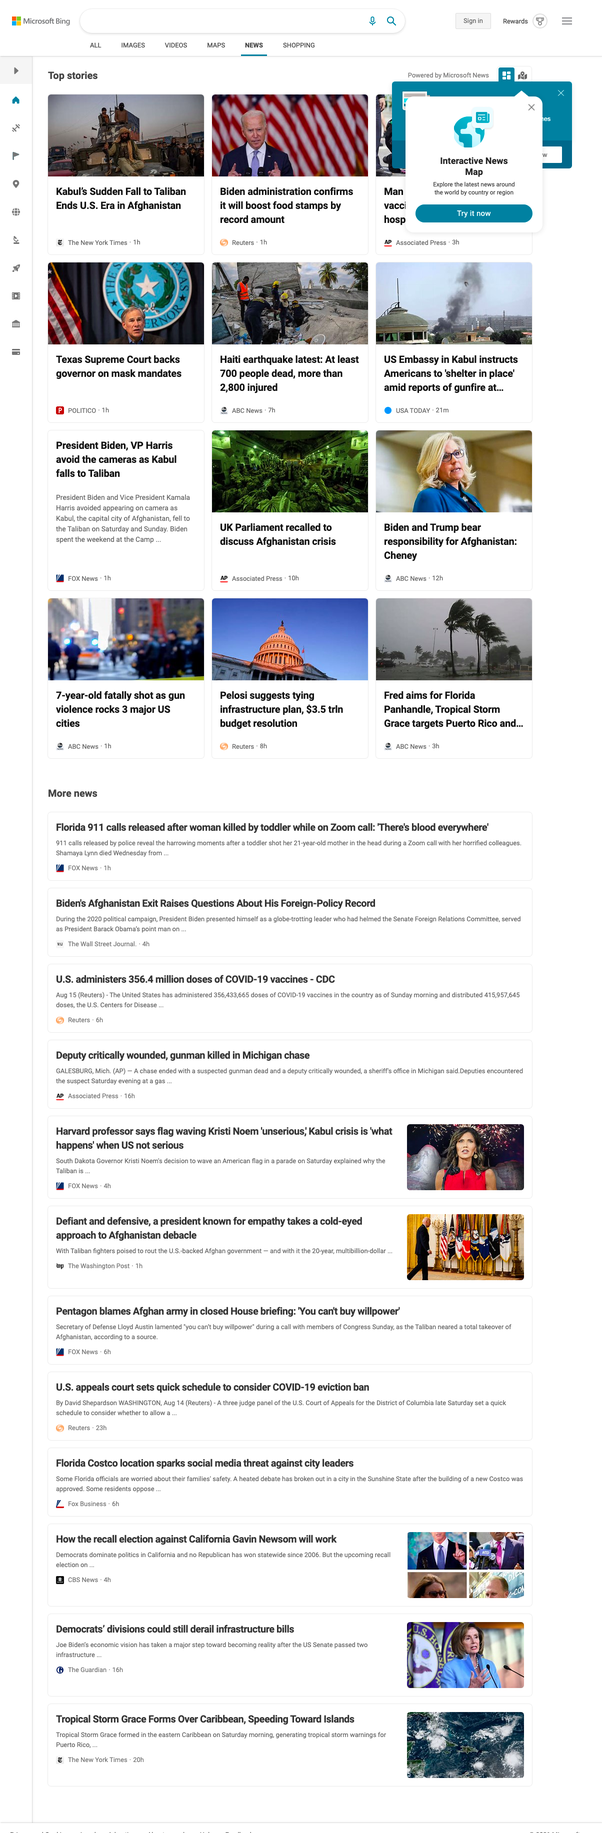 Microsoft Bing
Sign in
Rewards
ALL
IMAGES
VIDEOS
MAPS
NEWS
SHOPPING
Top stories
Powered by Microsoft News
Interactive News
Map
Explore the latest news around
the world by country or region
Try it now
Kabul's Sudden Fall to Taliban
Ends U.S. Era in Afghanistan
The New York Times · 1h
Biden administration confirms
it will boost food stamps by
record amount
Reuters · 1h
Man
vacci
hosp
Associated Press · 3h
Texas Supreme Court backs
governor on mask mandates
POLITICO · 1h
Haiti earthquake latest: At least
700 people dead, more than
2,800 injured
ABC News · 7h
US Embassy in Kabul instructs
Americans to 'shelter in place'
amid reports of gunfire at...
USA TODAY · 21m
President Biden, VP Harris
avoid the cameras as Kabul
falls to Taliban
President Biden and Vice President Kamala
Harris avoided appearing on camera as
Kabul, the capital city of Afghanistan, fell to
the Taliban on Saturday and Sunday. Biden
spent the weekend at the Camp ...
FOX News · 1h
UK Parliament recalled to
discuss Afghanistan crisis
AP Associated Press · 10h
Biden and Trump bear
responsibility for Afghanistan:
Cheney
ABC News · 12h
7-year-old fatally shot as gun
violence rocks 3 major US
cities
ABC News · 1h
Pelosi suggests tying
infrastructure plan, $3.5 trln
budget resolution
Reuters · 8h
Fred aims for Florida
Panhandle, Tropical Storm
Grace targets Puerto Rico and...
ABC News · 3h
More news
Florida 911 calls released after woman killed by toddler while on Zoom call: 'There's blood everywhere'
911 calls released by police reveal the harrowing moments after a toddler shot her 21-year-old mother in the head during a Zoom call with her horrified colleagues.
Shamaya Lynn died Wednesday from ...
FOX News · 1h
Biden's Afghanistan Exit Raises Questions About His Foreign-Policy Record
During the 2020 political campaign, President Biden presented himself as a globe-trotting leader who had helmed the Senate Foreign Relations Committee, served
as President Barack Obama's point man on ...
The Wall Street Journal. · 4h
U.S. administers 356.4 million doses of COVID-19 vaccines - CDC
Aug 15 (Reuters) - The United States has administered 356,433,665 doses of COVID-19 vaccines in the country as of Sunday morning and distributed 415,957,645
doses, the U.S. Centers for Disease ...
Reuters · 6h
Deputy critically wounded, gunman killed in Michigan chase
GALESBURG, Mich. (AP) — A chase ended with a suspected gunman dead and a deputy critically wounded, a sheriff's office in Michigan said.Deputies encountered
the suspect Saturday evening at a gas ...
AP Associated Press · 16h
Harvard professor says flag waving Kristi Noem 'unserious,' Kabul crisis is 'what
happens' when US not serious
South Dakota Governor Kristi Noem's decision to wave an American flag in a parade on Saturday explained why the
Taliban is ...
FOX News · 4h
Defiant and defensive, a president known for empathy takes a cold-eyed
approach to Afghanistan debacle
With Taliban fighters poised to rout the U.S.-backed Afghan government — and with it the 20-year, multibillion-dollar ...
The Washington Post · 1h
Pentagon blames Afghan army in closed House briefing: 'You can't buy willpower'
Secretary of Defense Lloyd Austin lamented "you can't buy willpower" during a call with members of Congress Sunday, as the Taliban neared a total takeover of
Afghanistan, according to a source.
FOX News · 6h
U.S. appeals court sets quick schedule to consider COVID-19 eviction ban
By David Shepardson WASHINGTON, Aug 14 (Reuters) - A three judge panel of the U.S. Court of Appeals for the District of Columbia late Saturday set a quick
schedule to consider whether to allow a ...
Reuters · 23h
Florida Costco location sparks social media threat against city leaders
Some Florida officials are worried about their families' safety. A heated debate has broken out in a city in the Sunshine State after the building of a new Costco was
approved. Some residents oppose ...
Fox Business · 6h
How the recall election against California Gavin Newsom will work
Democrats dominate politics in California and no Republican has won statewide since 2006. But the upcoming recall
election on ...
CBS News · 4h
Democrats' divisions could still derail infrastructure bills
Joe Biden's economic vision has taken a major step toward becoming reality after the US Senate passed two
infrastructure ...
The Guardian · 16h
Tropical Storm Grace Forms Over Caribbean, Speeding Toward Islands
Tropical Storm Grace formed in the eastern Caribbean on Saturday morning, generating tropical storm warnings for
Puerto Rico, ...
The New York Times · 20h